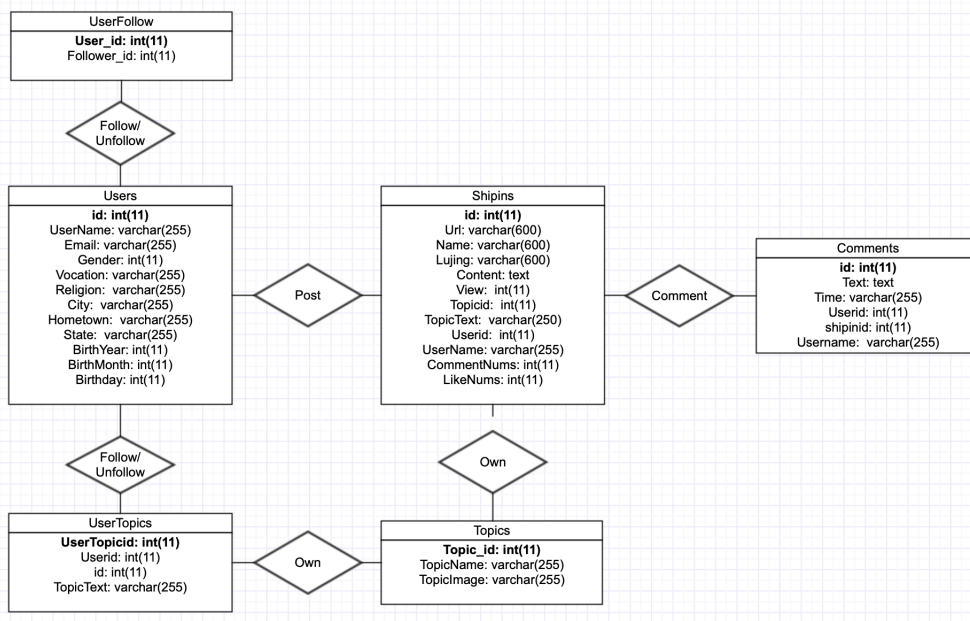 UserFollow
User_id: int(11)
Follower_id: int(11)
Follow/
Unfollow
Users
id: int(11)
UserName: varchar(255)
Email: varchar(255)
Gender: int(11)
Vocation: varchar(255)
Religion: varchar(255)
City: varchar(255)
Hometown: varchar(255)
State: varchar(255)
BirthYear: int(11)
BirthMonth: int(11)
Birthday: int(11)
Post
Shipins
id: int(11)
Url: varchar(600)
Name: varchar(600)
Lujing: varchar(600)
Content: text
View: int(11)
Topicid: int(11)
TopicText: varchar(250)
Userid: int(11)
UserName: varchar(255)
CommentNums: int(11)
LikeNums: int(11)
Comment
Comments
id: int(11)
Text: text
Time: varchar(255)
Userid: int(11)
shipinid: int(11)
Username: varchar(255)
Follow/
Unfollow
Own
UserTopics
UserTopicid: int(11)
Userid: int(11)
id: int(11)
TopicText: varchar(255)
Own
Topics
Topic_id: int(11)
TopicName: varchar(255)
TopicImage: varchar(255)